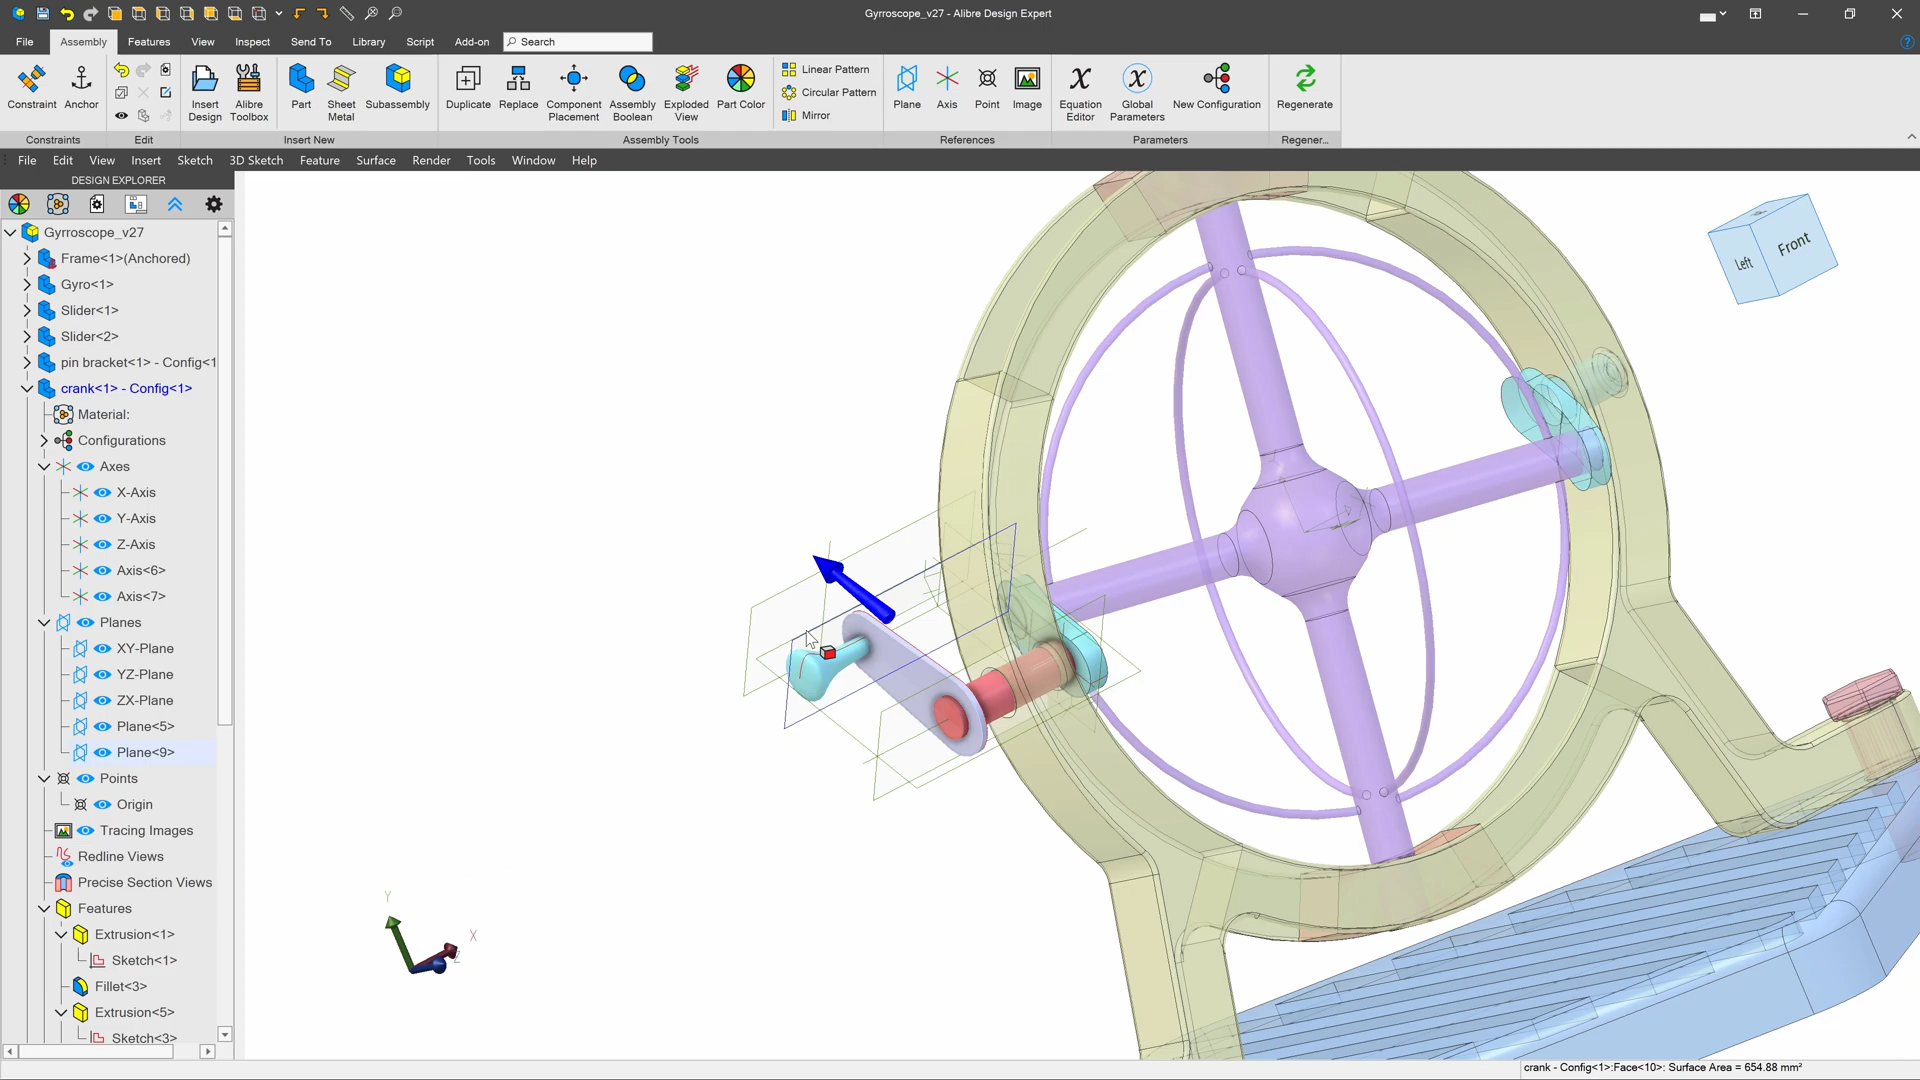 Gyrroscope_v27 - Alibre Design Expert
File Assembly Features View Inspect Send To Library Script Add-on Search
Constraint Anchor Insert Design Alibre Toolbox Part Sheet Metal Subassembly Duplicate Replace Component Placement Assembly Boolean Exploded View Part Color Linear Pattern Circular Pattern Mirror Plane Axis Point Image Equation Editor Global Parameters New Configuration Regenerate
Constraints Edit Insert New Assembly Tools References Parameters Regener...
File Edit View Insert Sketch 3D Sketch Feature Surface Render Tools Window Help
DESIGN EXPLORER
Gyrroscope_v27
Frame<1>(Anchored)
Gyro<1>
Slider<1>
Slider<2>
pin bracket<1> - Config<1
crank<1> - Config<1>
Material:
Configurations
Axes
X-Axis
Y-Axis
Z-Axis
Axis<6>
Axis<7>
Planes
XY-Plane
YZ-Plane
ZX-Plane
Plane<5>
Plane<9>
Points
Origin
Tracing Images
Redline Views
Precise Section Views
Features
Extrusion<1>
Sketch<1>
Fillet<3>
Extrusion<5>
Sketch<3>
Left Front
Y
X
Z
crank - Config<1>:Face<10>: Surface Area = 654.88 mm²